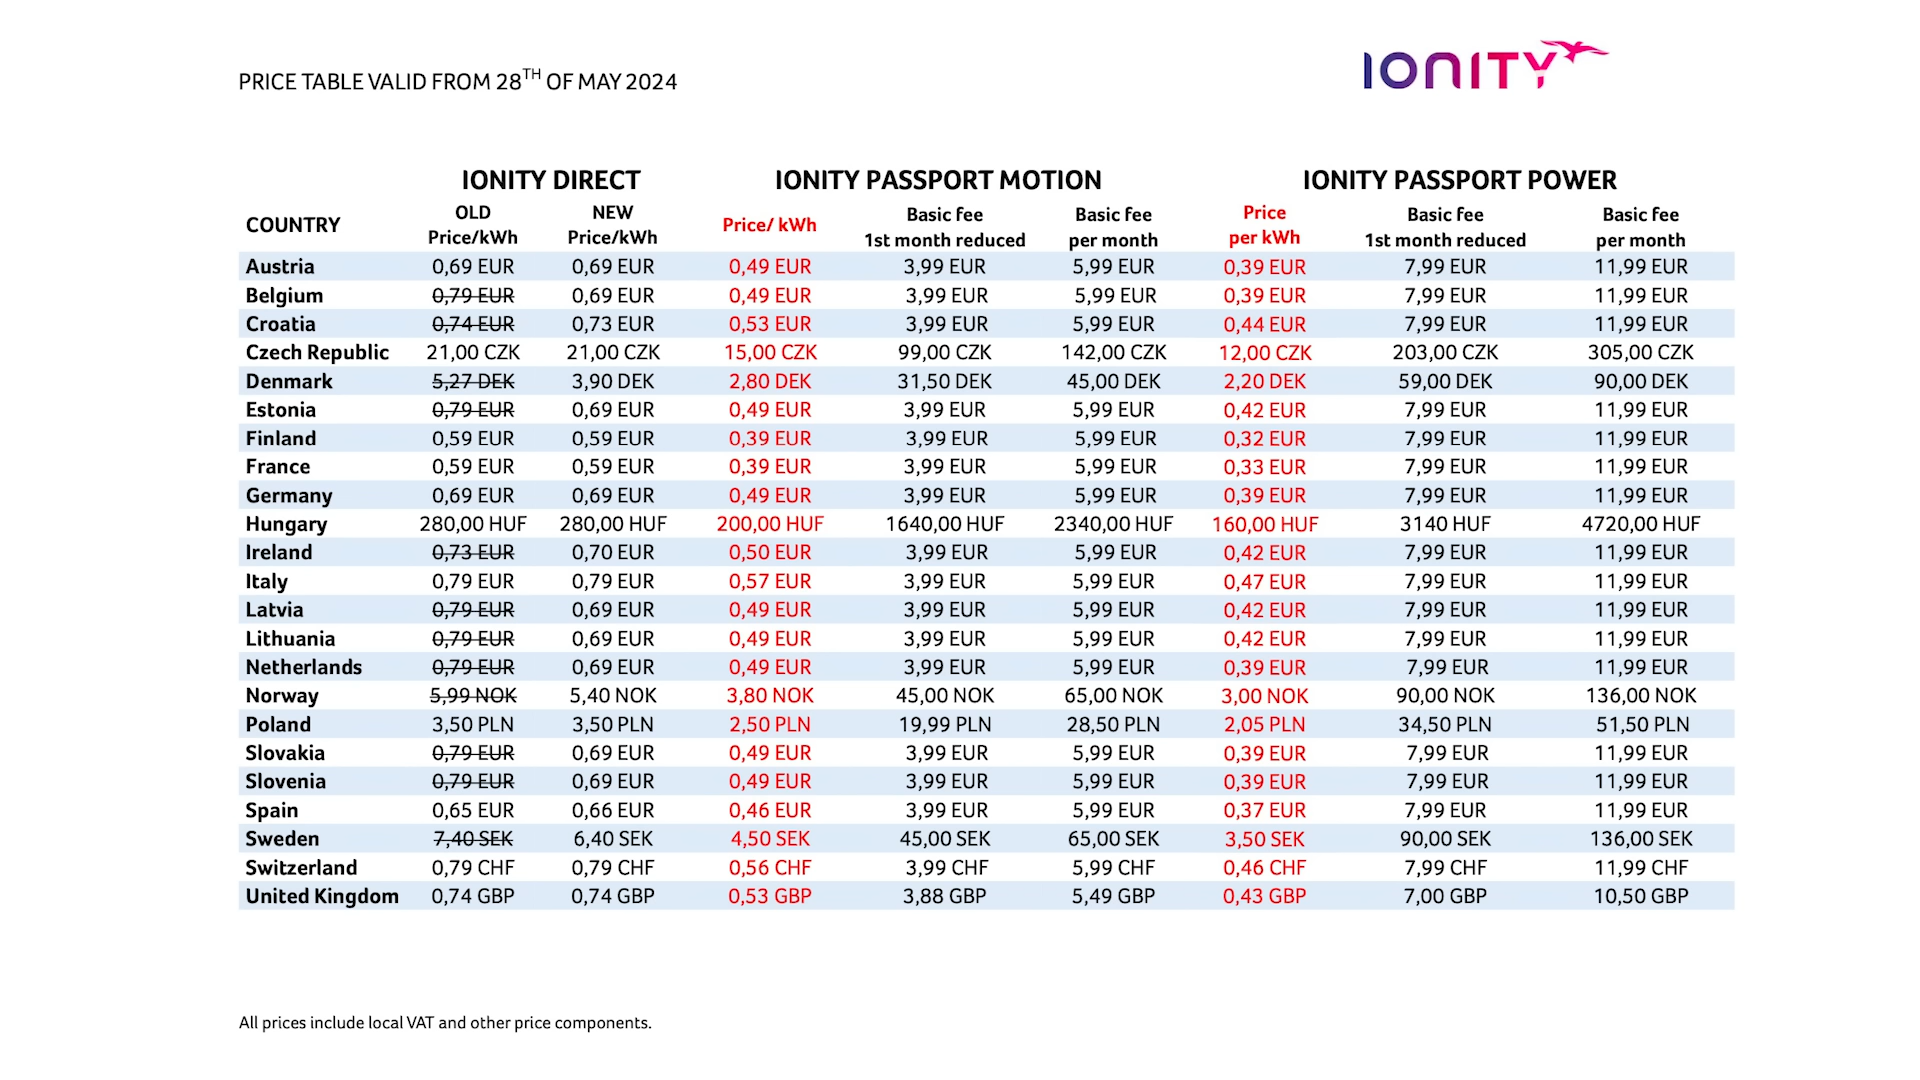 PRICE TABLE VALID FROM 28TH OF MAY 2024
IONITY
IONITY DIRECT IONITY PASSPORT MOTION IONITY PASSPORT POWER
COUNTRY OLD Price/kWh NEW Price/kWh Price/ kWh Basic fee 1st month reduced Basic fee per month Price per kWh Basic fee 1st month reduced Basic fee per month
Austria 0,69 EUR 0,69 EUR 0,49 EUR 3,99 EUR 5,99 EUR 0,39 EUR 7,99 EUR 11,99 EUR
Belgium 0,79 EUR 0,69 EUR 0,49 EUR 3,99 EUR 5,99 EUR 0,39 EUR 7,99 EUR 11,99 EUR
Croatia 0,74 EUR 0,73 EUR 0,53 EUR 3,99 EUR 5,99 EUR 0,44 EUR 7,99 EUR 11,99 EUR
Czech Republic 21,00 CZK 21,00 CZK 15,00 CZK 99,00 CZK 142,00 CZK 12,00 CZK 203,00 CZK 305,00 CZK
Denmark 5,27 DEK 3,90 DEK 2,80 DEK 31,50 DEK 45,00 DEK 2,20 DEK 59,00 DEK 90,00 DEK
Estonia 0,79 EUR 0,69 EUR 0,49 EUR 3,99 EUR 5,99 EUR 0,42 EUR 7,99 EUR 11,99 EUR
Finland 0,59 EUR 0,59 EUR 0,39 EUR 3,99 EUR 5,99 EUR 0,32 EUR 7,99 EUR 11,99 EUR
France 0,59 EUR 0,59 EUR 0,39 EUR 3,99 EUR 5,99 EUR 0,33 EUR 7,99 EUR 11,99 EUR
Germany 0,69 EUR 0,69 EUR 0,49 EUR 3,99 EUR 5,99 EUR 0,39 EUR 7,99 EUR 11,99 EUR
Hungary 280,00 HUF 280,00 HUF 200,00 HUF 1640,00 HUF 2340,00 HUF 160,00 HUF 3140 HUF 4720,00 HUF
Ireland 0,73 EUR 0,70 EUR 0,50 EUR 3,99 EUR 5,99 EUR 0,42 EUR 7,99 EUR 11,99 EUR
Italy 0,79 EUR 0,79 EUR 0,57 EUR 3,99 EUR 5,99 EUR 0,47 EUR 7,99 EUR 11,99 EUR
Latvia 0,79 EUR 0,69 EUR 0,49 EUR 3,99 EUR 5,99 EUR 0,42 EUR 7,99 EUR 11,99 EUR
Lithuania 0,79 EUR 0,69 EUR 0,49 EUR 3,99 EUR 5,99 EUR 0,42 EUR 7,99 EUR 11,99 EUR
Netherlands 0,79 EUR 0,69 EUR 0,49 EUR 3,99 EUR 5,99 EUR 0,39 EUR 7,99 EUR 11,99 EUR
Norway 5,99 NOK 5,40 NOK 3,80 NOK 45,00 NOK 65,00 NOK 3,00 NOK 90,00 NOK 136,00 NOK
Poland 3,50 PLN 3,50 PLN 2,50 PLN 19,99 PLN 28,50 PLN 2,05 PLN 34,50 PLN 51,50 PLN
Slovakia 0,79 EUR 0,69 EUR 0,49 EUR 3,99 EUR 5,99 EUR 0,39 EUR 7,99 EUR 11,99 EUR
Slovenia 0,79 EUR 0,69 EUR 0,49 EUR 3,99 EUR 5,99 EUR 0,39 EUR 7,99 EUR 11,99 EUR
Spain 0,65 EUR 0,66 EUR 0,46 EUR 3,99 EUR 5,99 EUR 0,37 EUR 7,99 EUR 11,99 EUR
Sweden 7,40 SEK 6,40 SEK 4,50 SEK 45,00 SEK 65,00 SEK 3,50 SEK 90,00 SEK 136,00 SEK
Switzerland 0,79 CHF 0,79 CHF 0,56 CHF 3,99 CHF 5,99 CHF 0,46 CHF 7,99 CHF 11,99 CHF
United Kingdom 0,74 GBP 0,74 GBP 0,53 GBP 3,88 GBP 5,49 GBP 0,43 GBP 7,00 GBP 10,50 GBP
All prices include local VAT and other price components.